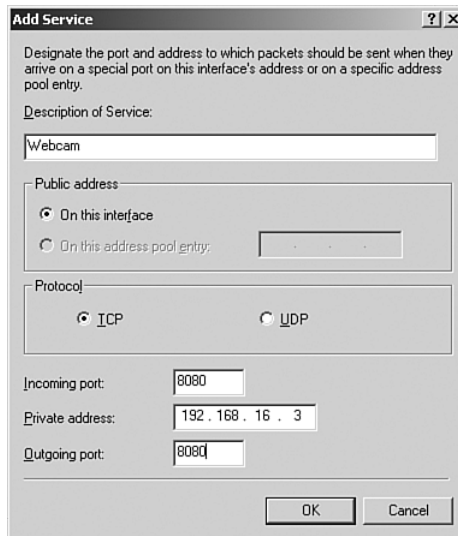 Add Service
Designate the port and address to which packets should be sent when they
arrive on a special port on this interface's address or on a specific address
pool entry.
Description of Service:
Webcam
Public address
On this interface
On this address pool entry:
. . .
Protocol
TCP UDP
Incoming port: 8080
Private address: 192 . 168 . 16 . 3
Outgoing port: 8080
OK Cancel